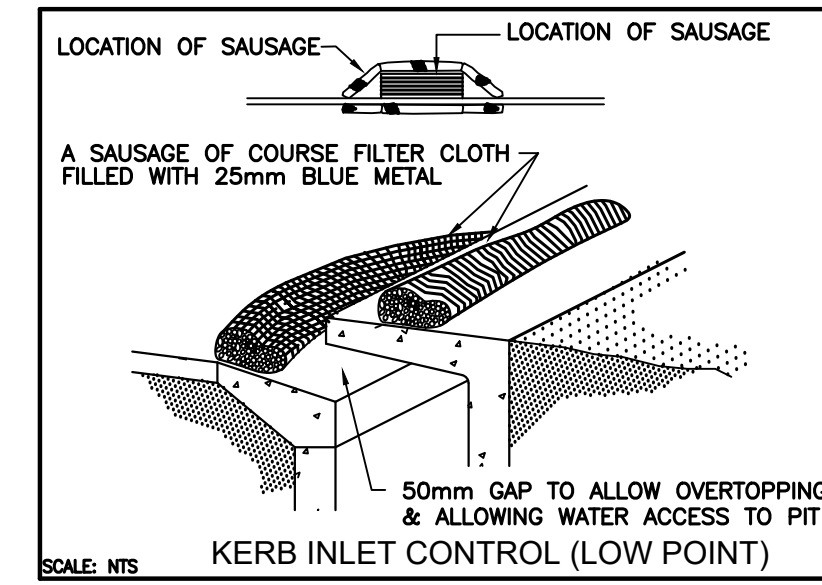 LOCATION OF SAUSAGE
LOCATION OF SAUSAGE
A SAUSAGE OF COURSE FILTER CLOTH
FILLED WITH 25mm BLUE METAL
50mm GAP TO ALLOW OVERTOPPING
& ALLOWING WATER ACCESS TO PIT
SCALE: NTS
KERB INLET CONTROL (LOW POINT)